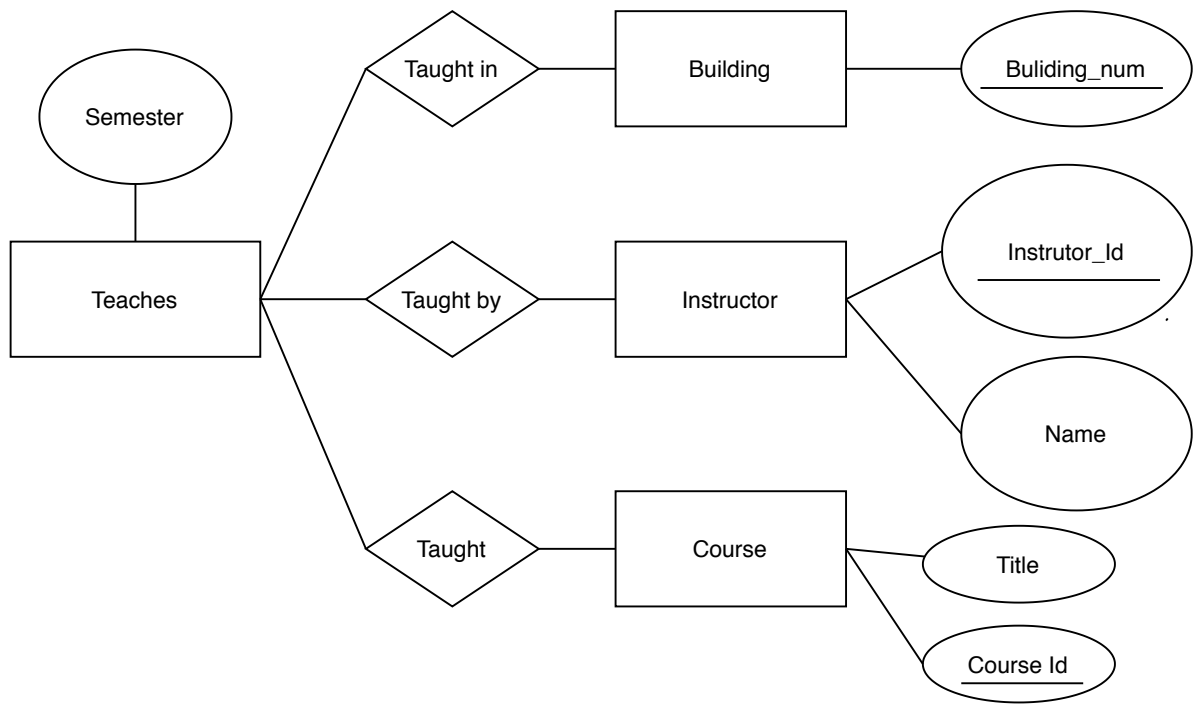 Taught in
Building
Buliding_num
Semester
Teaches
Taught by
Instructor
Instrutor_Id
Name
Taught
Course
Title
Course Id